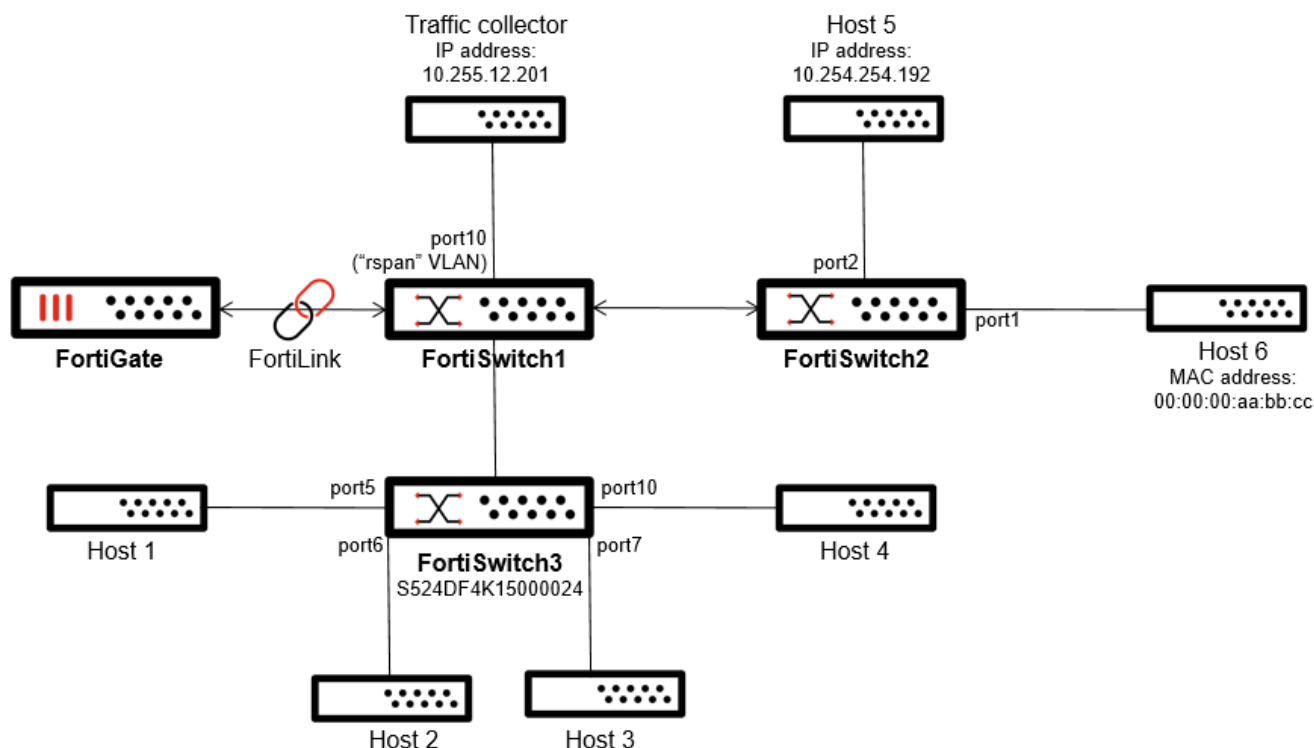 Traffic collector
IP address:
10.255.12.201
Host 5
IP address:
10.254.254.192
port10
("rspan" VLAN)
port2
FortiGate
FortiLink
FortiSwitch1
FortiSwitch2
port1
Host 6
MAC address:
00:00:00:aa:bb:cc
port5
port10
Host 1
port6
FortiSwitch3
S524DF4K15000024
port7
Host 4
Host 2
Host 3